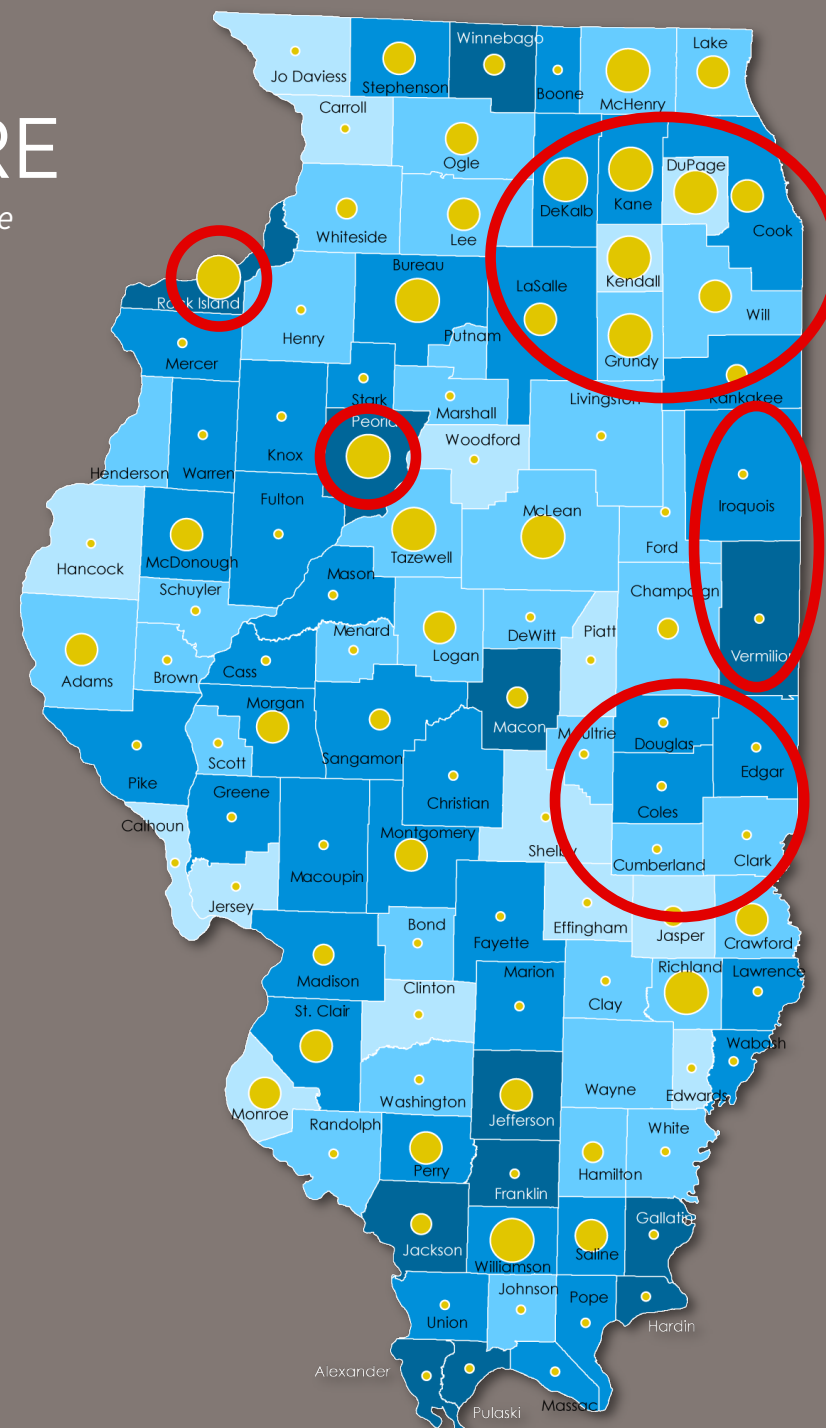 RE
e
Winnebago
Lake
Jo Daviess
Stephenson
Boone
McHenry
Carroll
Ogle
DuPage
DeKalb
Kane
Cook
Whiteside
Lee
Bureau
Kendall
LaSalle
Rock Island
Will
Henry
Putnam
Mercer
Grundy
Kankakee
Stark
Livingston
Marshall
Peoria
Woodford
Knox
Henderson
Warren
Fulton
Iroquois
McLean
Ford
Tazewell
McDonough
Hancock
Mason
Schuyler
Champaign
Menard
DeWitt
Piatt
Logan
Vermilion
Adams
Brown
Cass
Morgan
Macon
Moultrie
Douglas
Sangamon
Scott
Edgar
Pike
Greene
Christian
Coles
Calhoun
Montgomery
Shelby
Cumberland
Clark
Macoupin
Jersey
Effingham
Jasper
Bond
Fayette
Crawford
Richland
Lawrence
Marion
Madison
Clinton
Clay
St. Clair
Wabash
Wayne
Edwards
Washington
Monroe
Jefferson
Randolph
White
Perry
Hamilton
Franklin
Gallatin
Jackson
Saline
Williamson
Johnson
Pope
Union
Hardin
Alexander
Massac
Pulaski